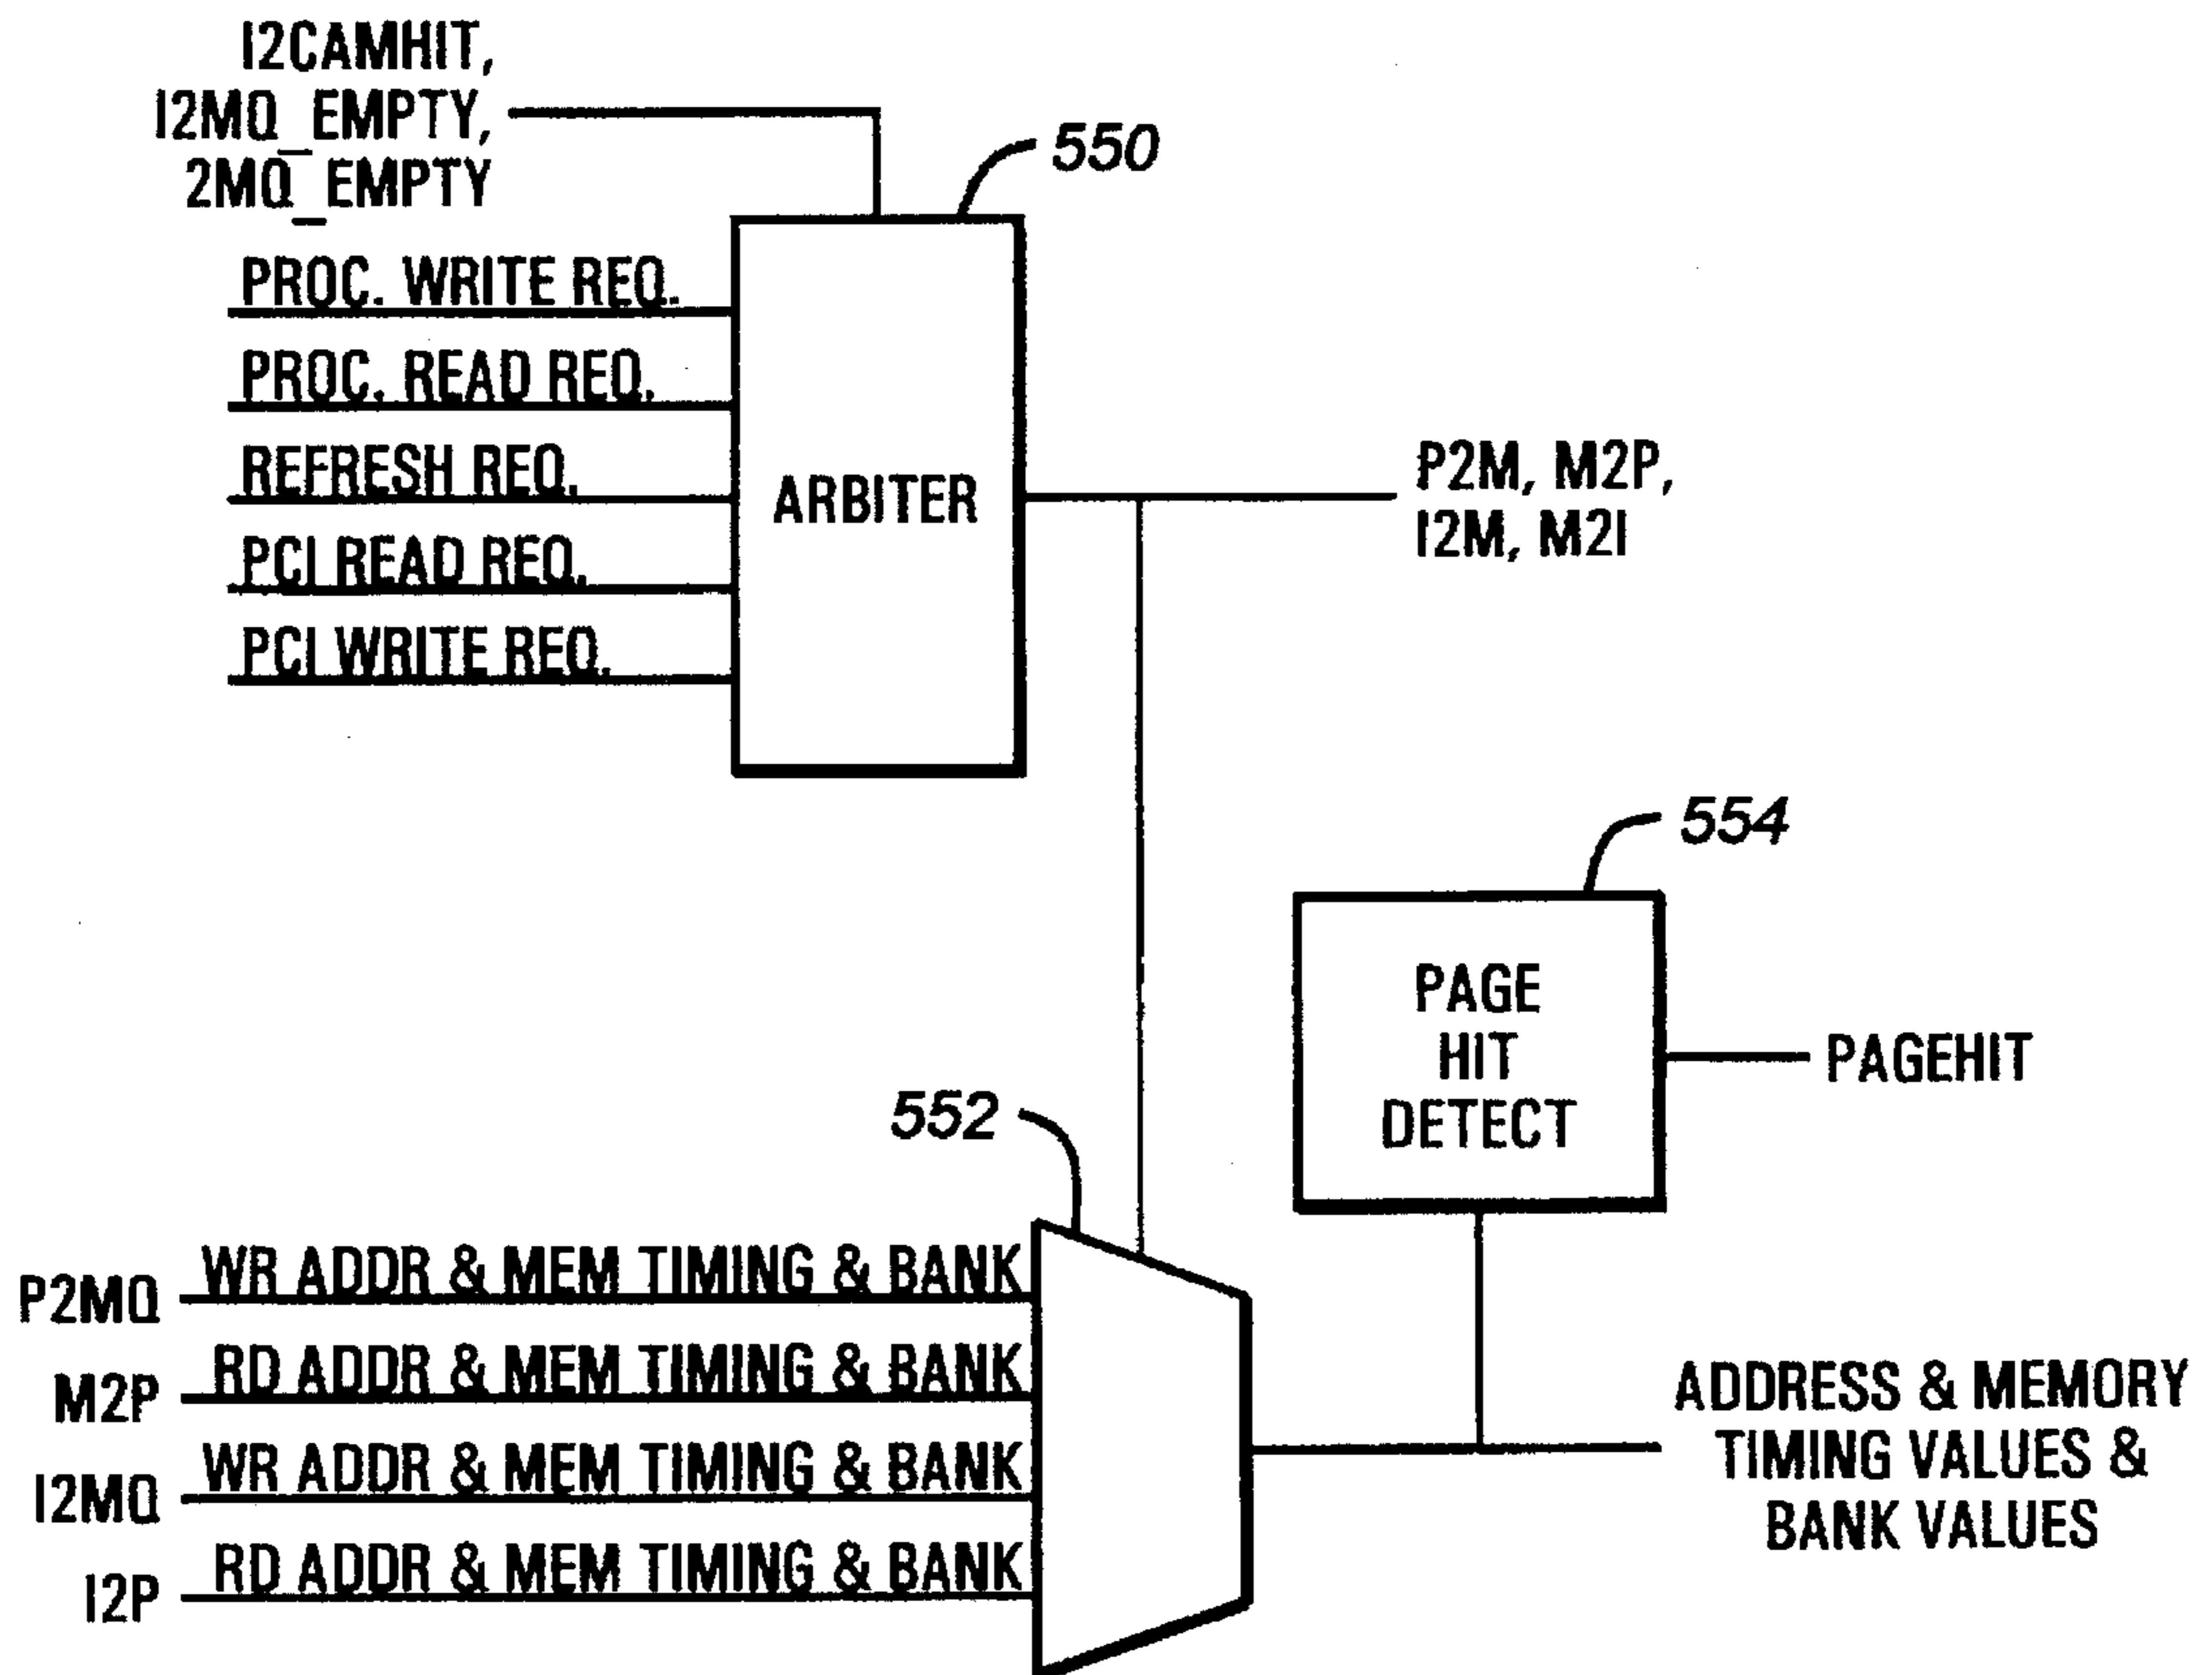 I2CAMHIT,
I2MQ_EMPTY,
2MQ_EMPTY
550
PROC. WRITE REQ.
PROC. READ REQ.
REFRESH REQ.
PCI READ REQ.
PCI WRITE REQ.
ARBITER
P2M, M2P,
I2M, M2I
554
PAGE
HIT
DETECT
PAGEHIT
552
P2MQ WR ADDR & MEM TIMING & BANK
M2P RD ADDR & MEM TIMING & BANK
I2MQ WR ADDR & MEM TIMING & BANK
I2P RD ADDR & MEM TIMING & BANK
ADDRESS & MEMORY
TIMING VALUES &
BANK VALUES